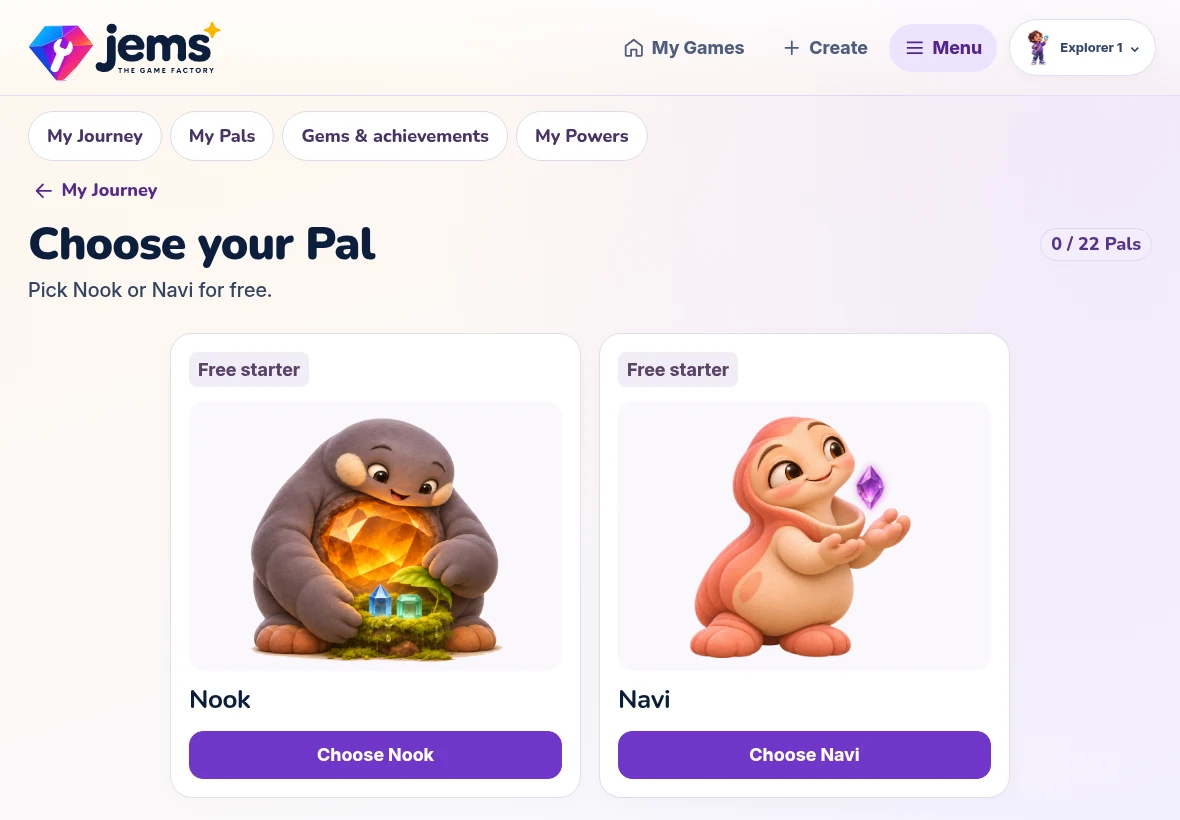 jems
THE GAME FACTORY
My Games
Create
Menu
Explorer 1
My Journey
My Pals
Gems & achievements
My Powers
My Journey
Choose your Pal
0 / 22 Pals
Pick Nook or Navi for free.
Free starter
Nook
Choose Nook
Free starter
Navi
Choose Navi